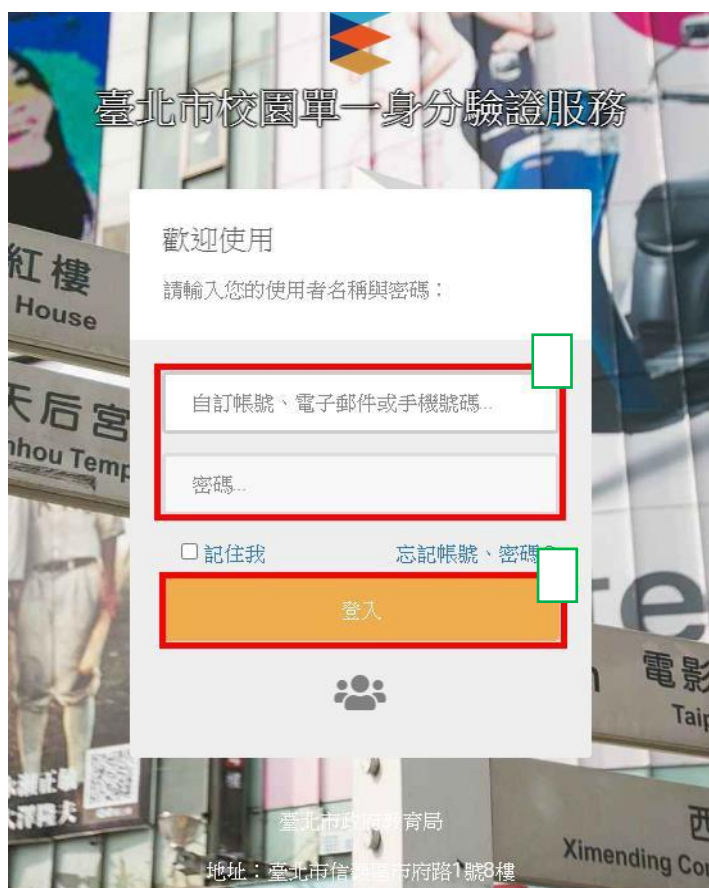 臺北市校園單一身分驗證服務
歡迎使用
請輸入您的使用者名稱與密碼：
紅樓
House
自訂帳號、電子郵件或手機號碼...
天后宮
Temp
密碼...
記住我 忘記帳號、密碼
登入
電影
Taip
臺北市政府教育局
西
Ximending Co
地址：臺北市信義區市府路1號8樓